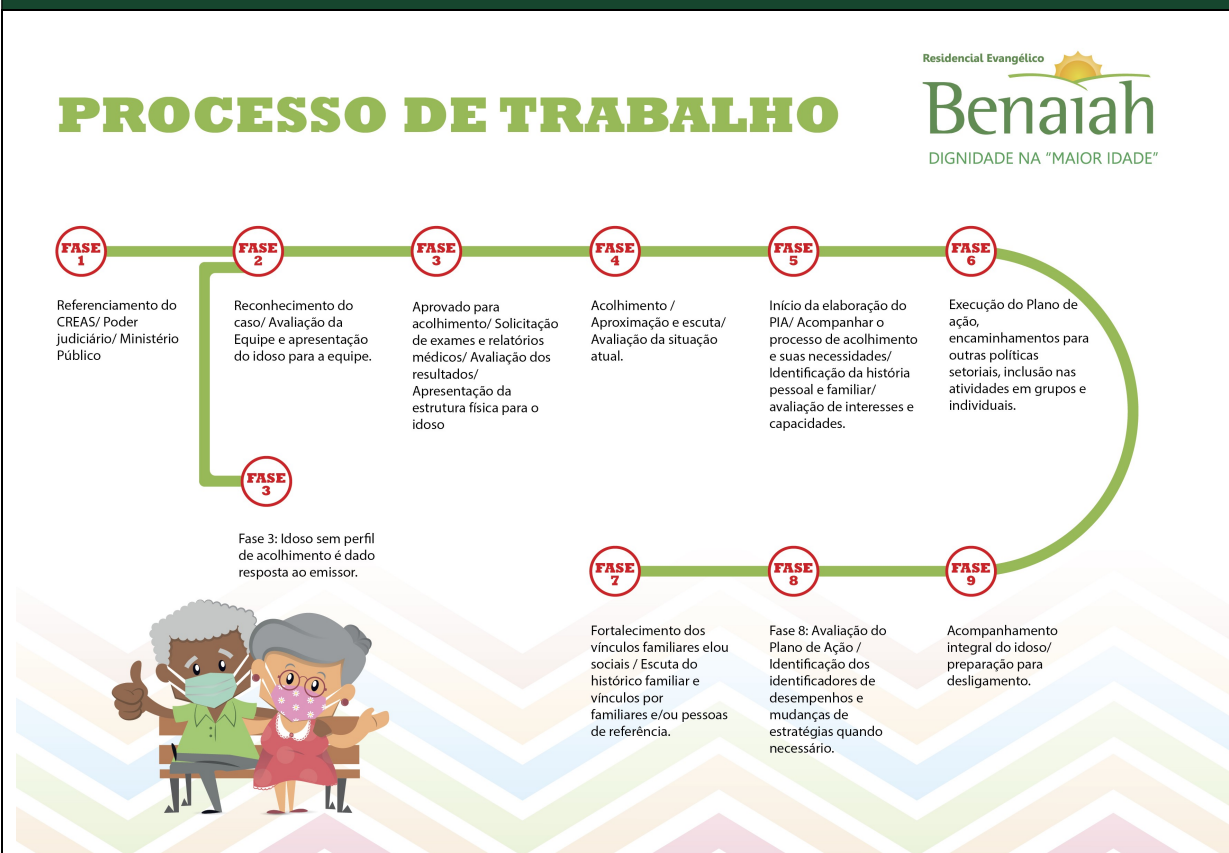 Residencial Evangélico
Benaiah
DIGNIDADE NA "MAIOR IDADE"
PROCESSO DE TRABALHO
FASE
1
Referenciamento do
CREAS/ Poder
judiciário/ Ministério
Público
FASE
2
Reconhecimento do
caso/ Avaliação da
Equipe e apresentação
do idoso para a equipe.
FASE
3
Aprovado para
acolhimento/ Solicitação
de exames e relatórios
médicos/ Avaliação dos
resultados/
Apresentação da
estrutura física para o
idoso
FASE
4
Acolhimento /
Aproximação e escuta/
Avaliação da situação
atual.
FASE
5
Início da elaboração do
PIA/ Acompanhar o
processo de acolhimento
e suas necessidades/
Identificação da história
pessoal e familiar/
avaliação de interesses e
capacidades.
FASE
6
Execução do Plano de
ação,
encaminhamentos para
outras políticas
setoriais, inclusão nas
atividades em grupos e
individuais.
FASE
3
Fase 3: Idoso sem perfil
de acolhimento é dado
resposta ao emissor.
FASE
7
Fortalecimento dos
vínculos familiares elou
sociais / Escuta do
histórico familiar e
vínculos por
familiares e/ou pessoas
de referência.
FASE
8
Fase 8: Avaliação do
Plano de Ação /
Identificação dos
identificadores de
desempenhos e
mudanças de
estratégias quando
necessário.
FASE
9
Acompanhamento
integral do idoso/
preparação para
desligamento.